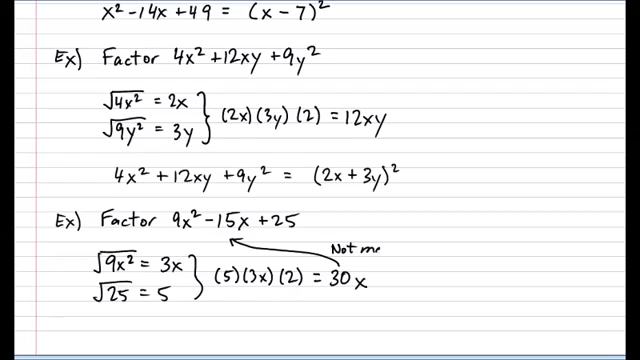 x² - 14x + 49 = (x - 7)²
Ex) Factor 4x² + 12xy + 9y²
√4x² = 2x
√9y² = 3y } (2x)(3y)(2) = 12xy
4x² + 12xy + 9y² = (2x + 3y)²
Ex) Factor 9x² - 15x + 25
Not me
√9x² = 3x
√25 = 5 } (5)(3x)(2) = 30x